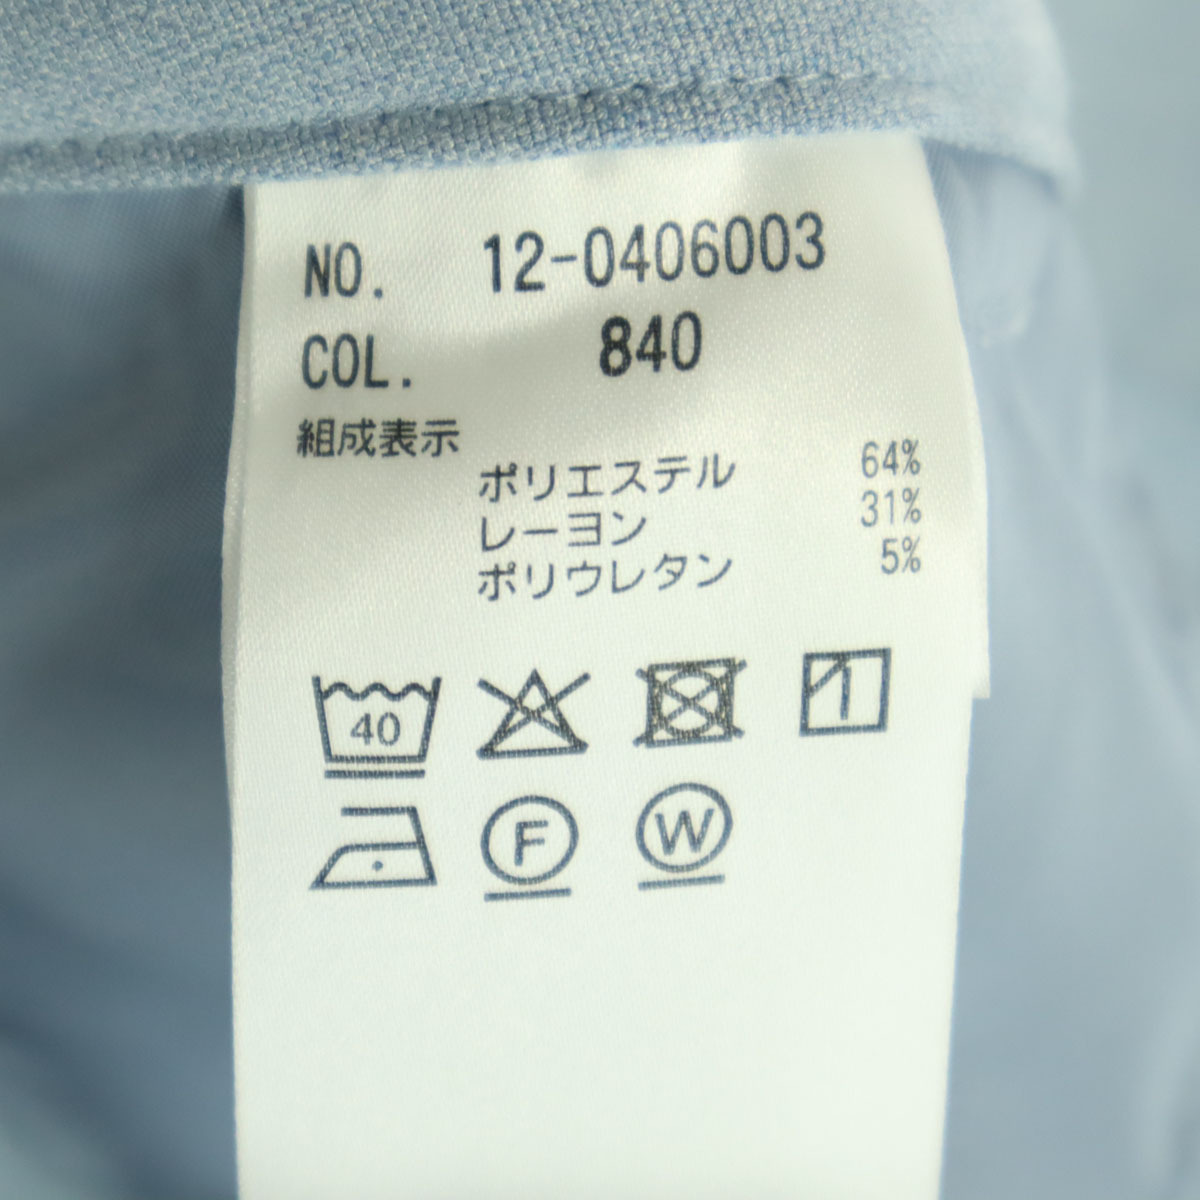 NO. 12-0406003
COL. 840
組成表示
ポリエステル 64%
レーヨン 31%
ポリウレタン 5%
40
F W